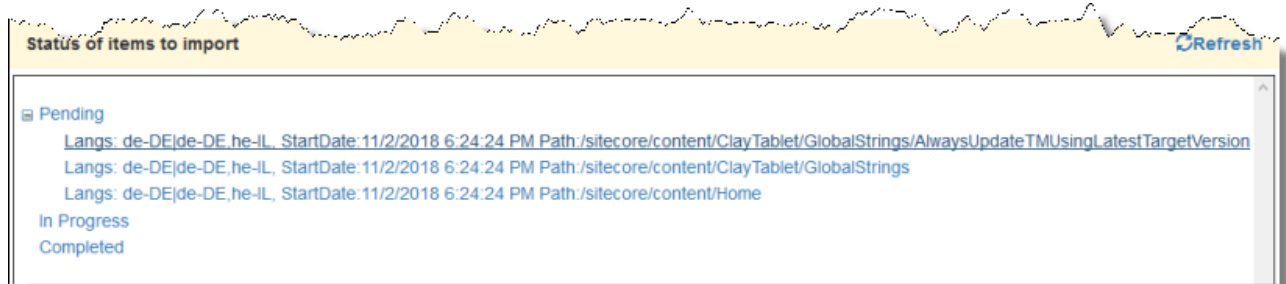 Status of items to import
Refresh
Pending
Langs: de-DE|de-DE,he-IL, StartDate:11/2/2018 6:24:24 PM Path:/sitecore/content/ClayTablet/GlobalStrings/AlwaysUpdateTMUsingLatestTargetVersion
Langs: de-DE|de-DE,he-IL, StartDate:11/2/2018 6:24:24 PM Path:/sitecore/content/ClayTablet/GlobalStrings
Langs: de-DE|de-DE,he-IL, StartDate:11/2/2018 6:24:24 PM Path:/sitecore/content/Home
In Progress
Completed